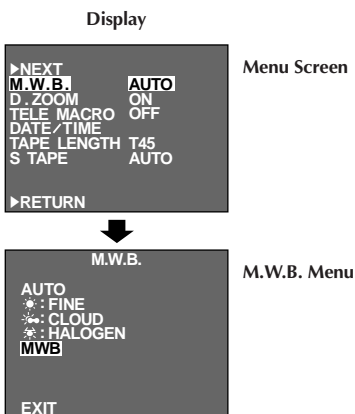 Display
▶NEXT
M.W.B. AUTO
D.ZOOM ON
TELE MACRO OFF
DATE/TIME
TAPE LENGTH T45
S TAPE AUTO
▶RETURN
Menu Screen
M.W.B.
AUTO
: FINE
: CLOUD
: HALOGEN
MWB
EXIT
M.W.B. Menu